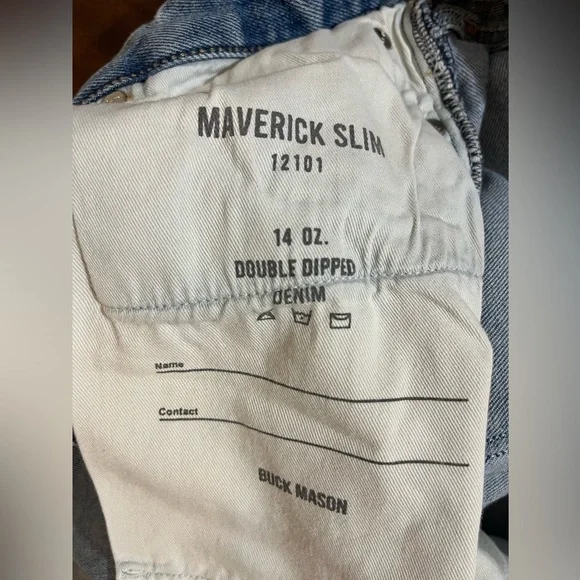 MAVERICK SLIM
12101
14 OZ.
DOUBLE DIPPED
DENIM
Name
Contact
BUCK MASON